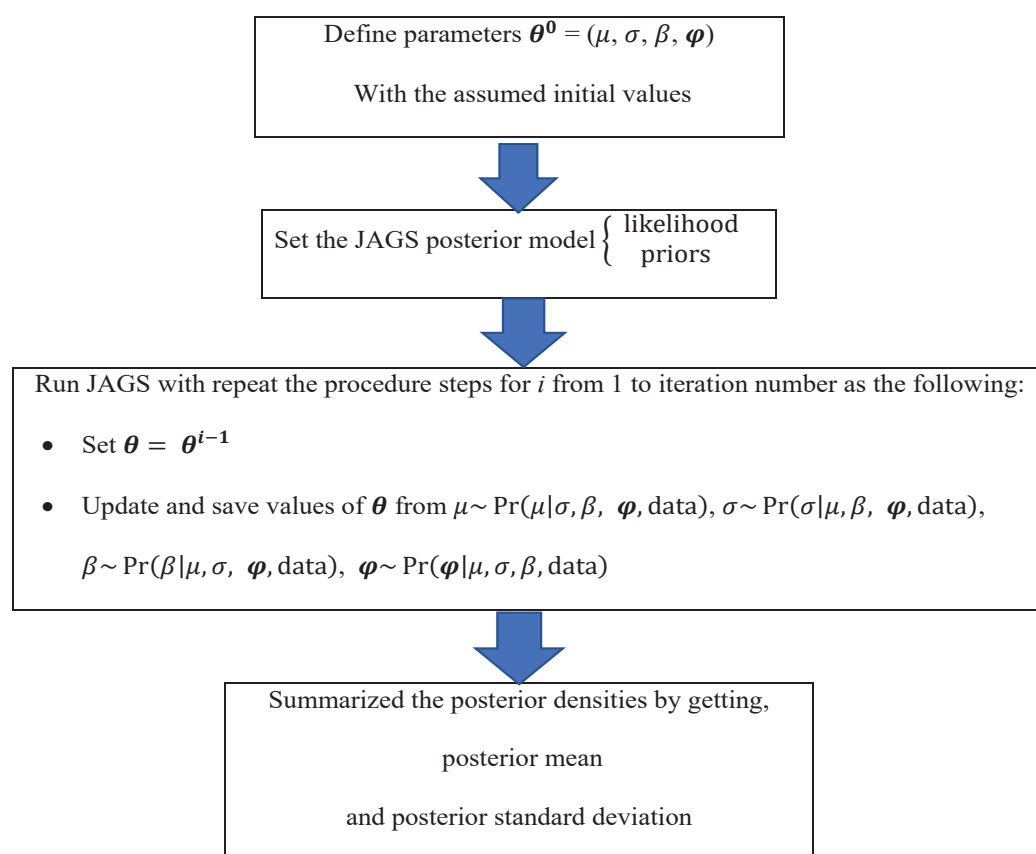 Define parameters 𝜽⁰ = (𝜇, 𝜎, 𝛽, 𝝋)
With the assumed initial values
Set the JAGS posterior model { likelihood
priors
Run JAGS with repeat the procedure steps for i from 1 to iteration number as the following:
• Set 𝜽 = 𝜽ⁱ⁻¹
• Update and save values of 𝜽 from 𝜇~ Pr(𝜇|𝜎, 𝛽, 𝝋, data), 𝜎~ Pr(𝜎|𝜇, 𝛽, 𝝋, data),
𝛽~ Pr(𝛽|𝜇, 𝜎, 𝝋, data), 𝝋~ Pr(𝝋|𝜇, 𝜎, 𝛽, data)
Summarized the posterior densities by getting,
posterior mean
and posterior standard deviation